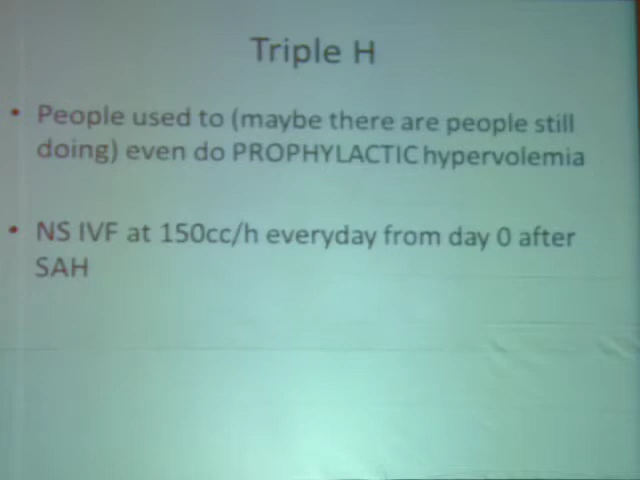 Triple H
• People used to (maybe there are people still
doing) even do PROPHYLACTIC hypervolemia
• NS IVF at 150cc/h everyday from day 0 after
SAH